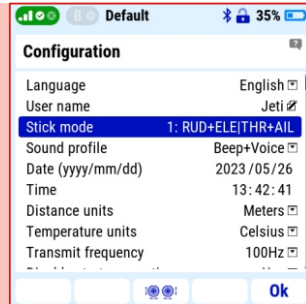 B Default 35%
Configuration
Language English
User name Jeti
Stick mode 1: RUD+ELE|THR+AIL
Sound profile Beep+Voice
Date (yyyy/mm/dd) 2023/05/26
Time 13:42:41
Distance units Meters
Temperature units Celsius
Transmit frequency 100Hz
Ok